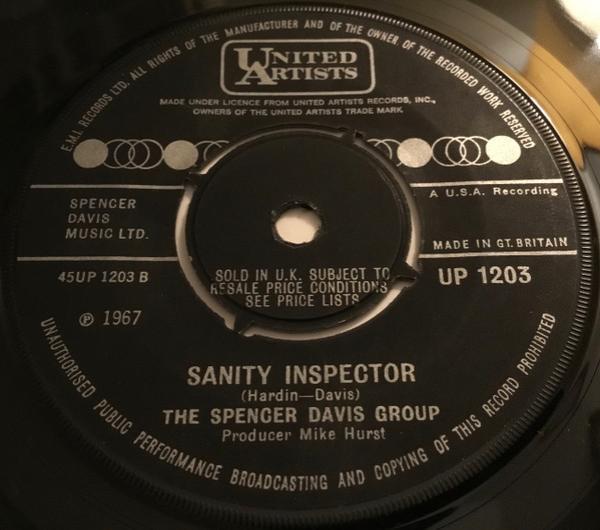 E.M.I. RECORDS LTD. ALL RIGHTS OF THE MANUFACTURER AND OF THE OWNER OF THE RECORDED WORK RESERVED
UNITED
ARTISTS
MADE UNDER LICENCE FROM UNITED ARTISTS RECORDS, INC.,
OWNERS OF THE UNITED ARTISTS TRADE MARK
SPENCER
DAVIS
MUSIC LTD.
A U.S.A. Recording
MADE IN GT. BRITAIN
45UP 1203 B
UP 1203
SOLD IN U.K. SUBJECT TO
RESALE PRICE CONDITIONS
SEE PRICE LISTS
℗ 1967
SANITY INSPECTOR
(Hardin—Davis)
THE SPENCER DAVIS GROUP
Producer Mike Hurst
UNAUTHORISED PUBLIC PERFORMANCE BROADCASTING AND COPYING OF THIS RECORD PROHIBITED